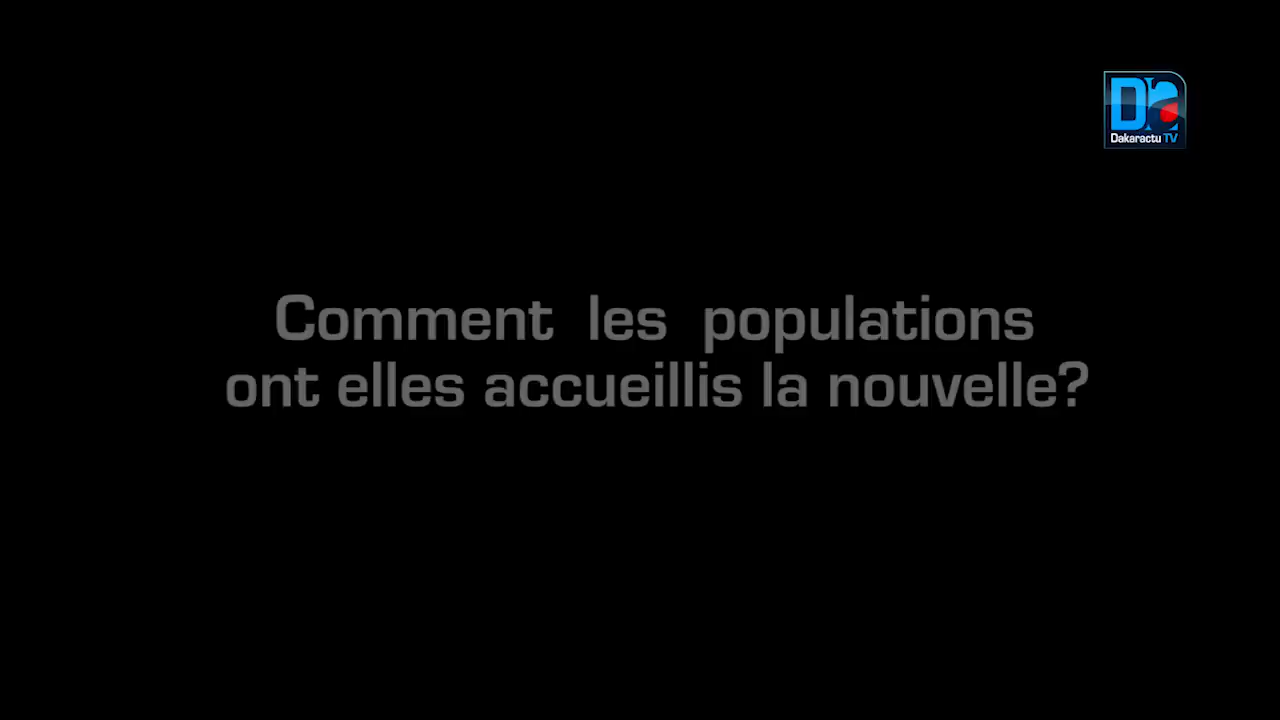 Dakaractu TV
Comment les populations
ont elles accueillis la nouvelle?